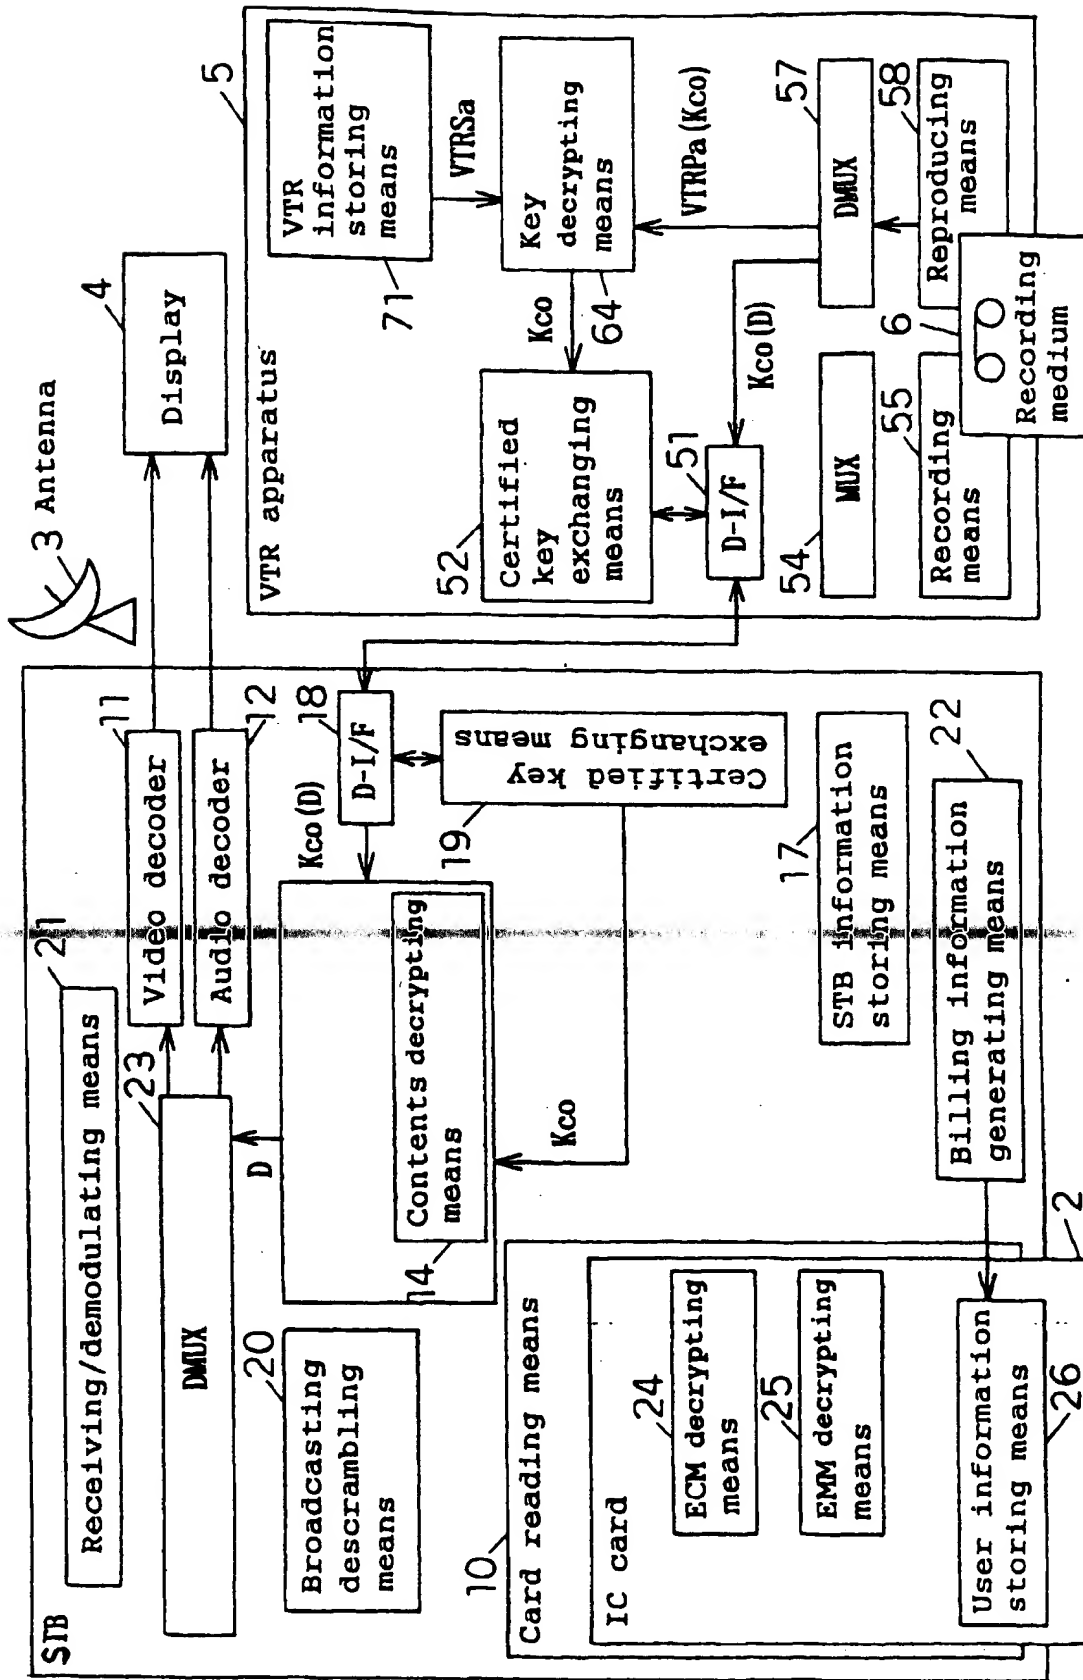 STB
21
Receiving/demodulating means
23
DMUX
11
Video decoder
12
Audio decoder
3 Antenna
4
Display
D
20
Broadcasting
descrambling
means
14
Contents decrypting
means
Kco(D)
18
D-I/F
19
Certified key
exchanging means
Kco
17
STB information
storing means
22
Billing information
generating means
10
Card reading means
2
IC card
24
ECM decrypting
means
25
EMM decrypting
means
User information
storing means
26
5
VTR apparatus
VTR
information
storing
means
71
VTRSa
Key
decrypting
means
64
Kco
52
Certified
key
exchanging
means
VTRPa(Kco)
51
D-I/F
Kco(D)
54
MUX
57
DMUX
55
Recording
means
58
Reproducing
means
6
Recording
medium